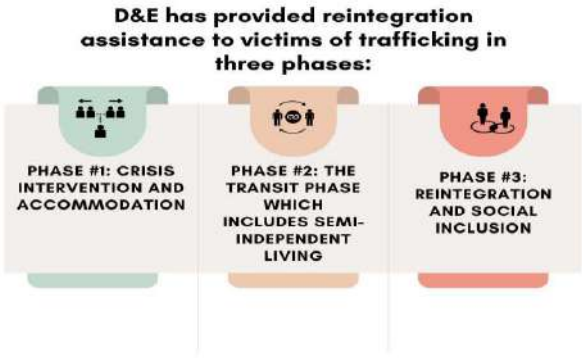 D&E has provided reintegration
assistance to victims of trafficking in
three phases:
PHASE #1: CRISIS
INTERVENTION AND
ACCOMMODATION
PHASE #2: THE
TRANSIT PHASE
WHICH
INCLUDES SEMI-
INDEPENDENT
LIVING
PHASE #3:
REINTEGRATION
AND SOCIAL
INCLUSION